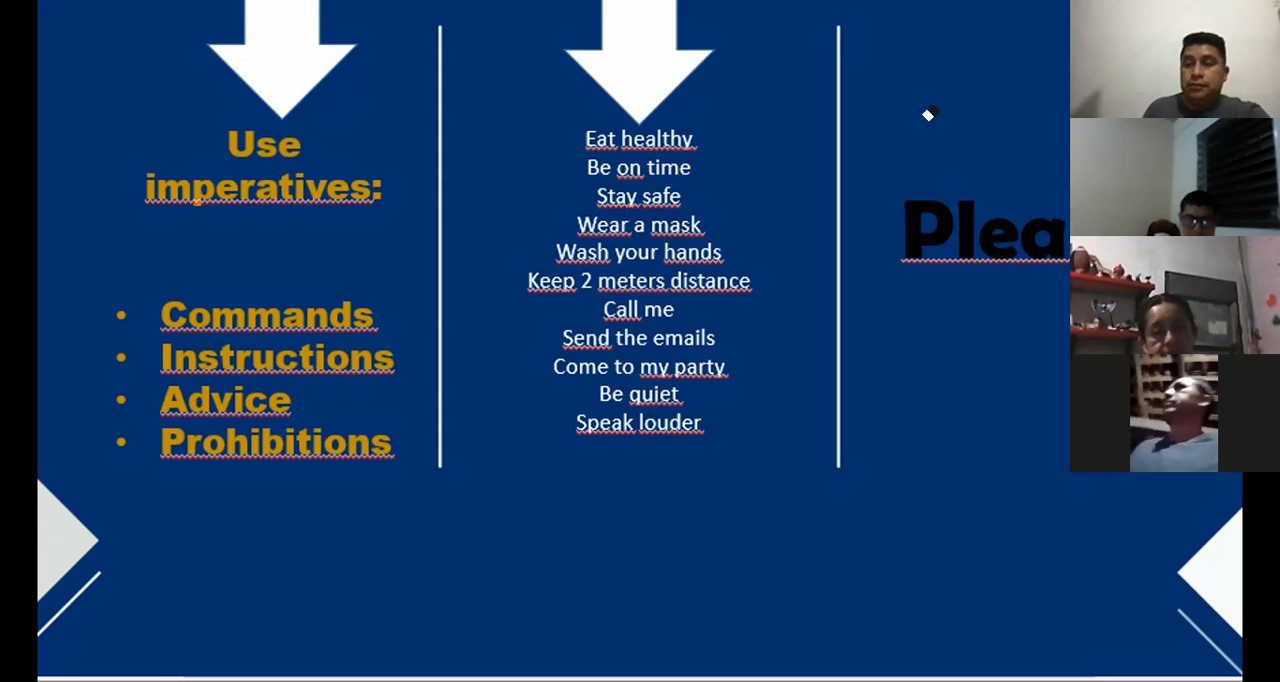 Use
imperatives:
• Commands
• Instructions
• Advice
• Prohibitions
Eat healthy
Be on time
Stay safe
Wear a mask
Wash your hands
Keep 2 meters distance
Call me
Send the emails
Come to my party
Be quiet
Speak louder
Plea